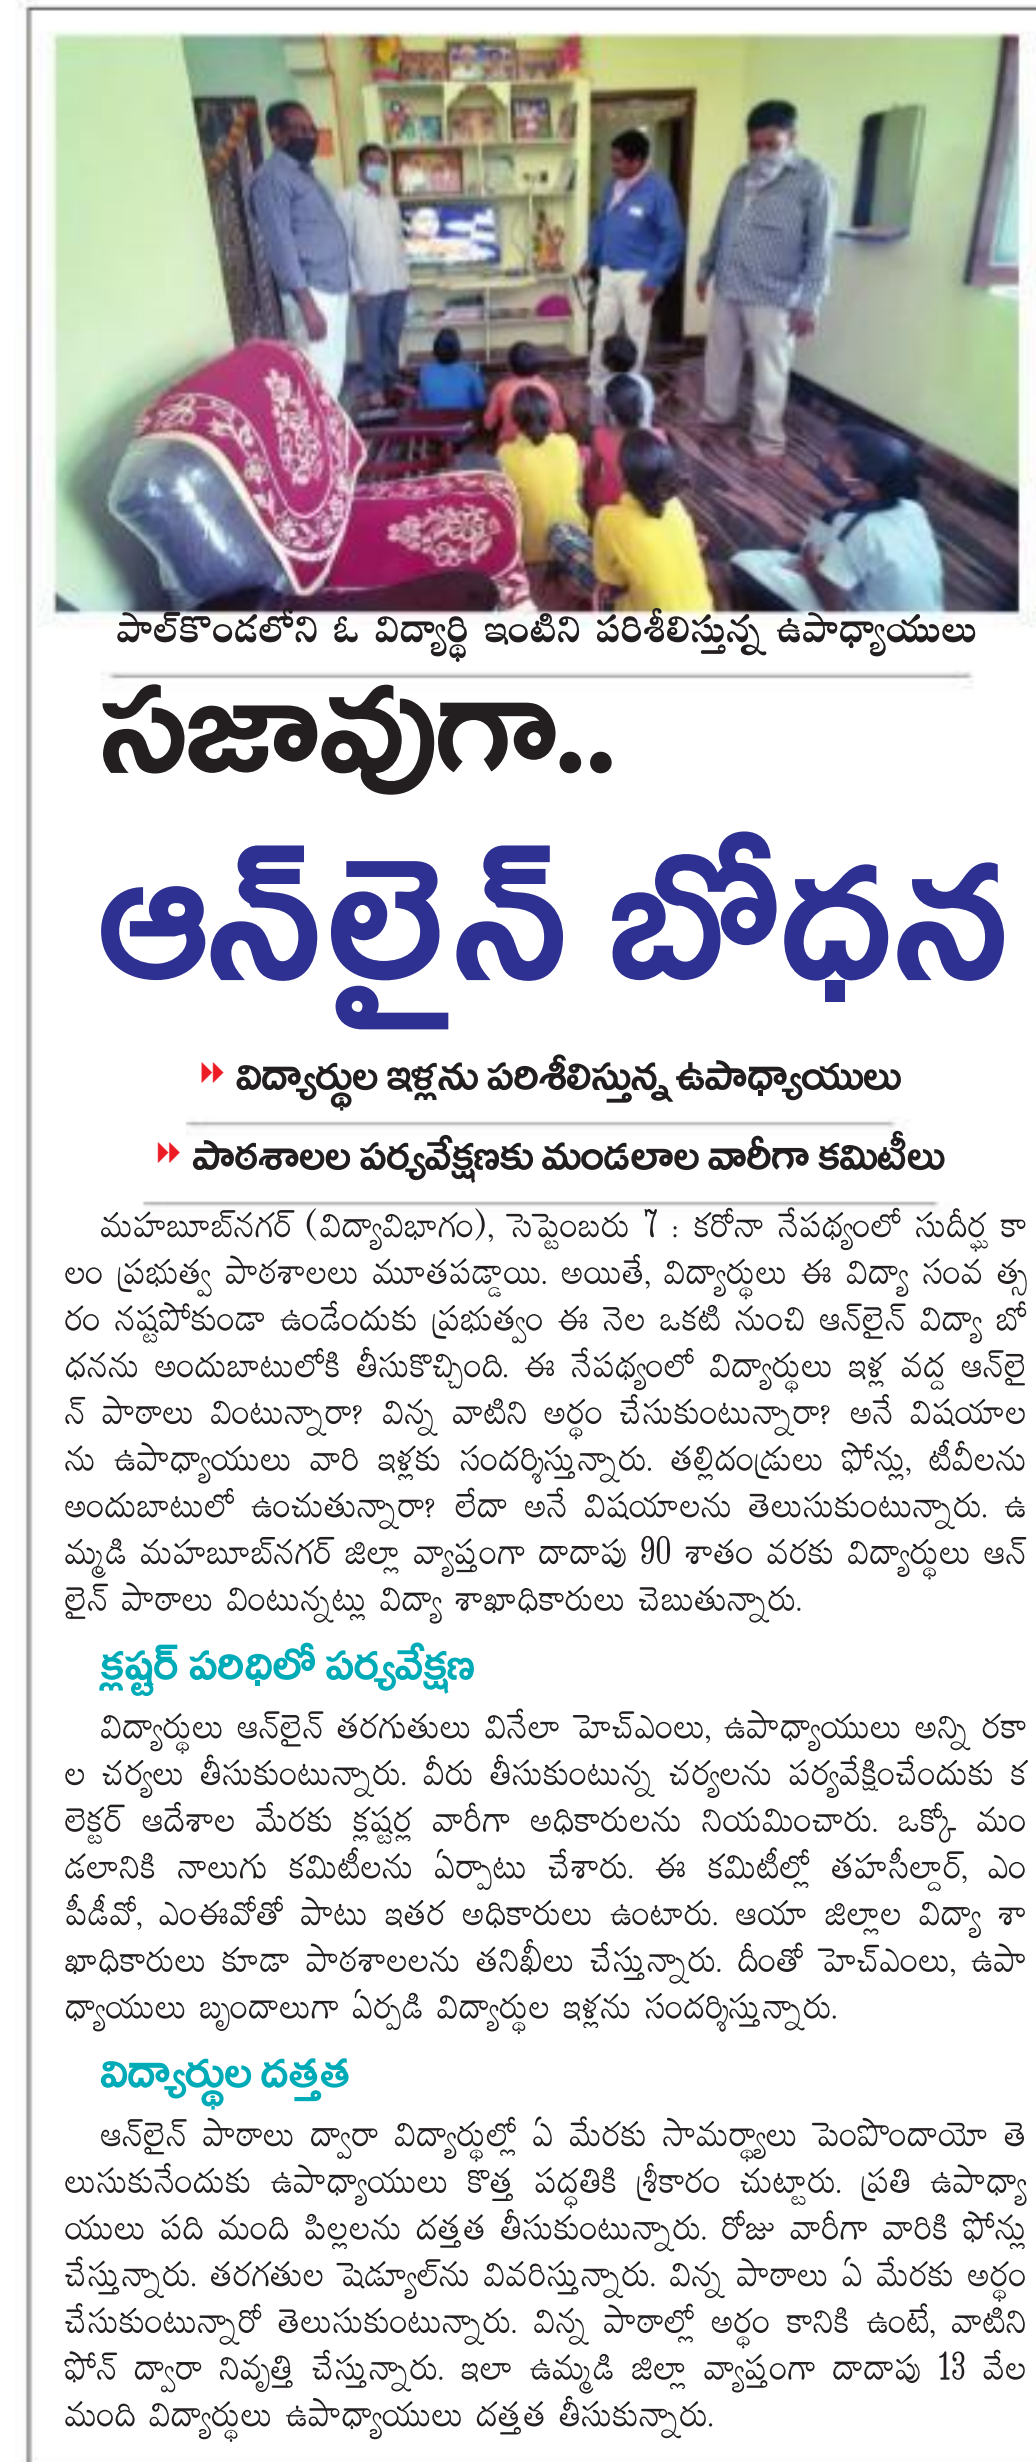 పాల్‌కొండలోని ఓ విద్యార్థి ఇంటిని పరిశీలిస్తున్న ఉపాధ్యాయులు
సజావుగా..
ఆన్‌లైన్ బోధన
విద్యార్థుల ఇళ్లను పరిశీలిస్తున్న ఉపాధ్యాయులు
పాఠశాలల పర్యవేక్షణకు మండలాల వారీగా కమిటీలు
మహబూబ్‌నగర్ (విద్యావిభాగం), సెప్టెంబరు 7 : కరోనా నేపథ్యంలో సుదీర్ఘ కా
లం ప్రభుత్వ పాఠశాలలు మూతపడ్డాయి. అయితే, విద్యార్థులు ఈ విద్యా సంవ త్స
రం నష్టపోకుండా ఉండేందుకు ప్రభుత్వం ఈ నెల ఒకటి నుంచి ఆన్‌లైన్ విద్యా బో
ధనను అందుబాటులోకి తీసుకొచ్చింది. ఈ నేపథ్యంలో విద్యార్థులు ఇళ్ల వద్ద ఆన్‌లై
న్ పాఠాలు వింటున్నారా? విన్న వాటిని అర్థం చేసుకుంటున్నారా? అనే విషయాల
ను ఉపాధ్యాయులు వారి ఇళ్లకు సందర్శిస్తున్నారు. తల్లిదండ్రులు ఫోన్లు, టీవీలను
అందుబాటులో ఉంచుతున్నారా? లేదా అనే విషయాలను తెలుసుకుంటున్నారు. ఉ
మ్మడి మహబూబ్‌నగర్ జిల్లా వ్యాప్తంగా దాదాపు 90 శాతం వరకు విద్యార్థులు ఆన్
లైన్ పాఠాలు వింటున్నట్లు విద్యా శాఖాధికారులు చెబుతున్నారు.
క్లష్టర్ పరిధిలో పర్యవేక్షణ
విద్యార్థులు ఆన్‌లైన్ తరగుతులు వినేలా హెచ్ఎంలు, ఉపాధ్యాయులు అన్ని రకా
ల చర్యలు తీసుకుంటున్నారు. వీరు తీసుకుంటున్న చర్యలను పర్యవేక్షించేందుకు క
లెక్టర్ ఆదేశాల మేరకు క్లష్టర్ల వారీగా అధికారులను నియమించారు. ఒక్కో మం
డలానికి నాలుగు కమిటీలను ఏర్పాటు చేశారు. ఈ కమిటీల్లో తహసీల్దార్, ఎం
పీడీవో, ఎంఈవోతో పాటు ఇతర అధికారులు ఉంటారు. ఆయా జిల్లాల విద్యా శా
ఖాధికారులు కూడా పాఠశాలలను తనిఖీలు చేస్తున్నారు. దీంతో హెచ్ఎంలు, ఉపా
ధ్యాయులు బృందాలుగా ఏర్పడి విద్యార్థుల ఇళ్లను సందర్శిస్తున్నారు.
విద్యార్థుల దత్తత
ఆన్‌లైన్ పాఠాలు ద్వారా విద్యార్థుల్లో ఏ మేరకు సామర్థ్యాలు పెంపొందాయో తె
లుసుకునేందుకు ఉపాధ్యాయులు కొత్త పద్ధతికి శ్రీకారం చుట్టారు. ప్రతి ఉపాధ్యా
యులు పది మంది పిల్లలను దత్తత తీసుకుంటున్నారు. రోజు వారీగా వారికి ఫోన్లు
చేస్తున్నారు. తరగతుల షెడ్యూల్‌ను వివరిస్తున్నారు. విన్న పాఠాలు ఏ మేరకు అర్థం
చేసుకుంటున్నారో తెలుసుకుంటున్నారు. విన్న పాఠాల్లో అర్థం కానికి ఉంటే, వాటిని
ఫోన్ ద్వారా నివృత్తి చేస్తున్నారు. ఇలా ఉమ్మడి జిల్లా వ్యాప్తంగా దాదాపు 13 వేల
మంది విద్యార్థులు ఉపాధ్యాయులు దత్తత తీసుకున్నారు.